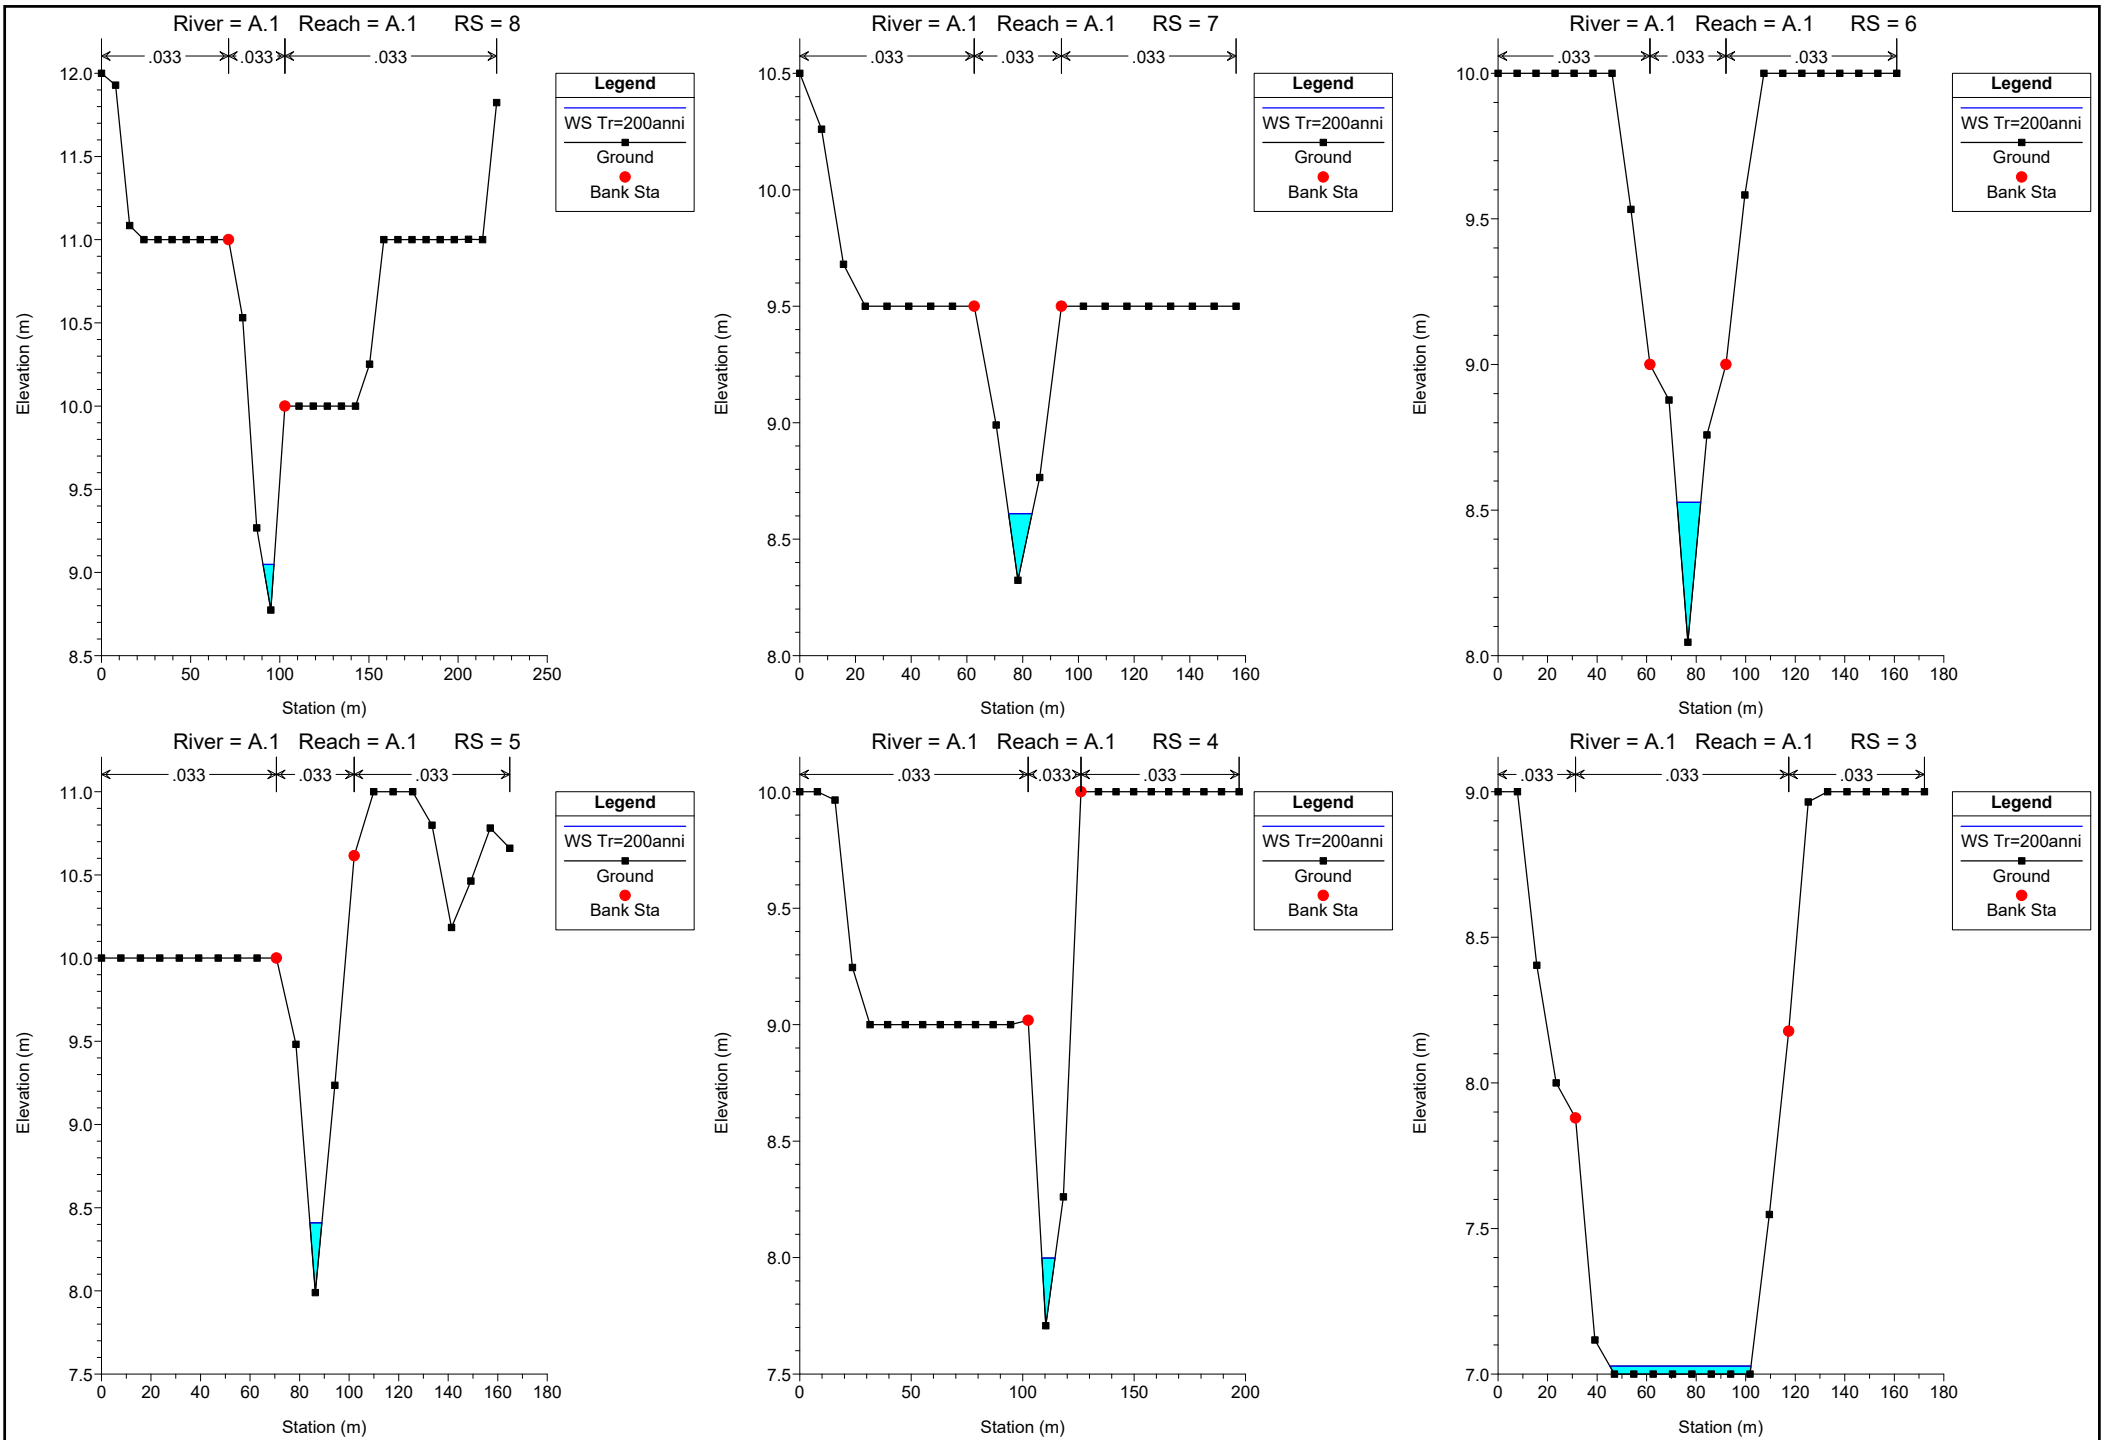 River = A.1 Reach = A.1 RS = 8
.033 .033 .033
12.0
11.5
11.0
10.5
10.0
9.5
9.0
8.5
Elevation (m)
0 50 100 150 200 250
Station (m)
Legend
WS Tr=200anni
Ground
Bank Sta
River = A.1 Reach = A.1 RS = 7
.033 .033 .033
10.5
10.0
9.5
9.0
8.5
8.0
Elevation (m)
0 20 40 60 80 100 120 140 160
Station (m)
Legend
WS Tr=200anni
Ground
Bank Sta
River = A.1 Reach = A.1 RS = 6
.033 .033 .033
10.0
9.5
9.0
8.5
8.0
Elevation (m)
0 20 40 60 80 100 120 140 160 180
Station (m)
Legend
WS Tr=200anni
Ground
Bank Sta
River = A.1 Reach = A.1 RS = 5
.033 .033 .033
11.0
10.5
10.0
9.5
9.0
8.5
8.0
7.5
Elevation (m)
0 20 40 60 80 100 120 140 160 180
Station (m)
Legend
WS Tr=200anni
Ground
Bank Sta
River = A.1 Reach = A.1 RS = 4
.033 .033 .033
10.0
9.5
9.0
8.5
8.0
7.5
Elevation (m)
0 50 100 150 200
Station (m)
Legend
WS Tr=200anni
Ground
Bank Sta
River = A.1 Reach = A.1 RS = 3
.033 .033 .033
9.0
8.5
8.0
7.5
7.0
Elevation (m)
0 20 40 60 80 100 120 140 160 180
Station (m)
Legend
WS Tr=200anni
Ground
Bank Sta